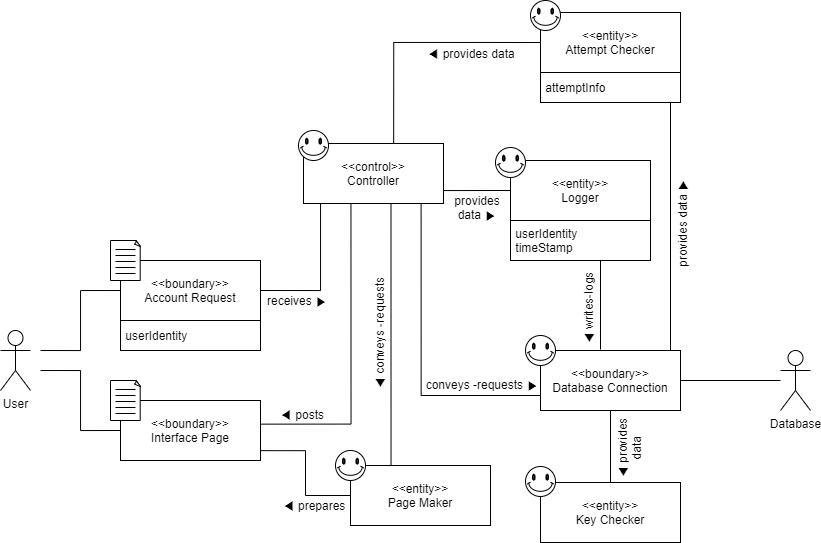 <<entity>>
Attempt Checker
attemptInfo
provides data
<<control>>
Controller
provides
data
<<entity>>
Logger
userIdentity
timeStamp
provides data
<<boundary>>
Account Request
userIdentity
receives
conveys -requests
writes-logs
User
<<boundary>>
Interface Page
posts
conveys -requests
<<boundary>>
Database Connection
Database
provides
data
<<entity>>
Page Maker
prepares
<<entity>>
Key Checker